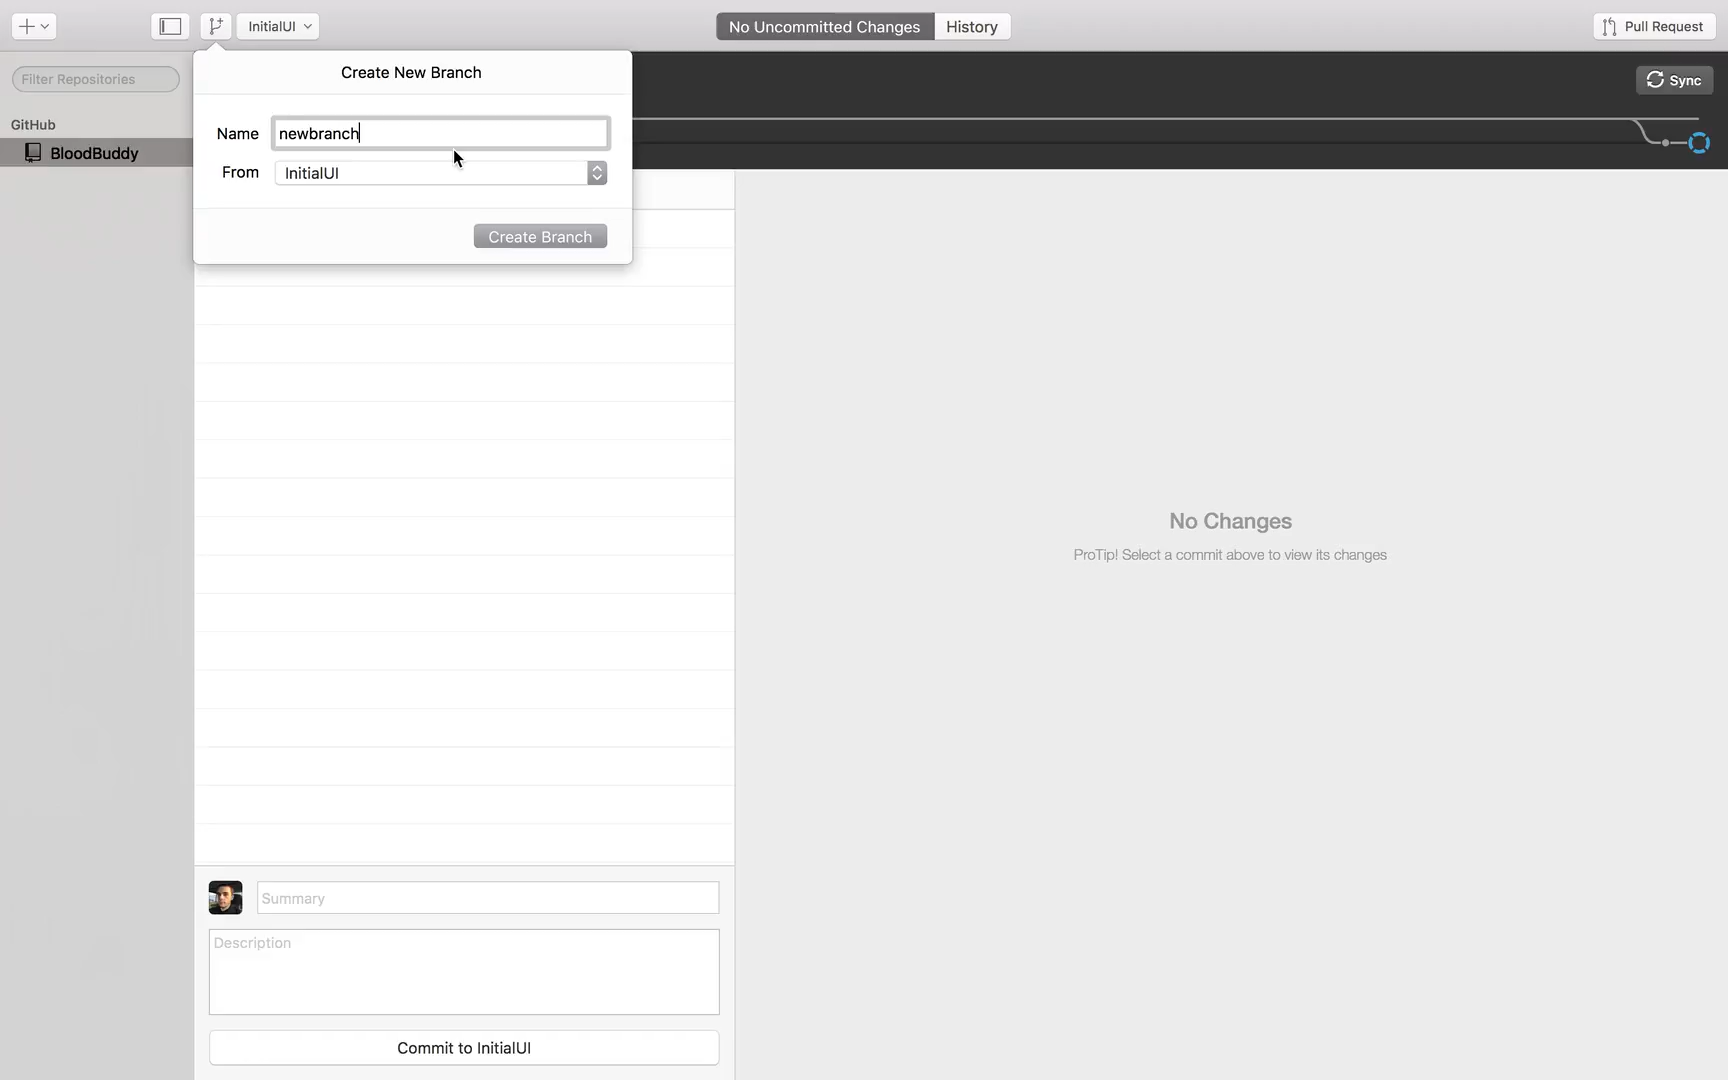 InitialUI
No Uncommitted Changes
History
Pull Request
Filter Repositories
Create New Branch
Sync
GitHub
Name
newbranch
BloodBuddy
From
InitialUI
Create Branch
No Changes
ProTip! Select a commit above to view its changes
Summary
Description
Commit to InitialUI